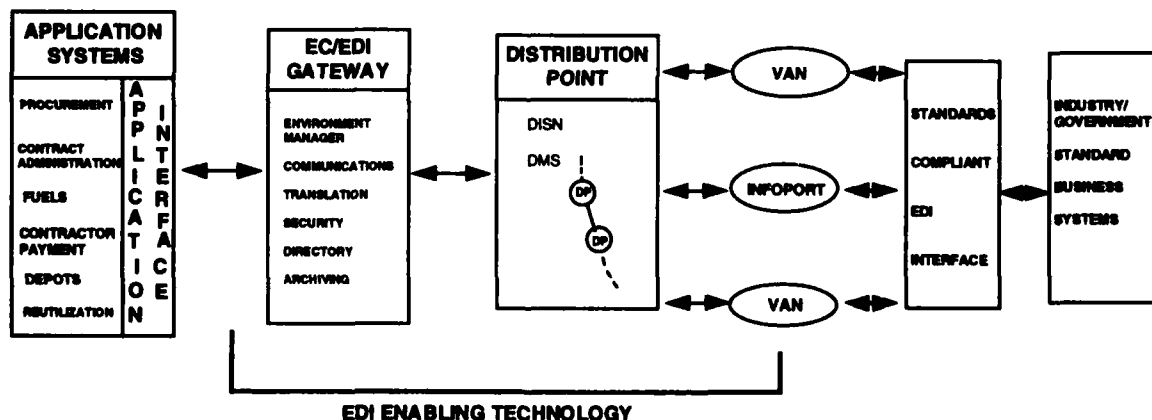 APPLICATION
SYSTEMS
PROCUREMENT
CONTRACT
ADMINISTRATION
FUELS
CONTRACTOR
PAYMENT
DEPOTS
REUTILIZATION
APPLICATION
INTERFACE
EC/EDI
GATEWAY
ENVIRONMENT
MANAGER
COMMUNICATIONS
TRANSLATION
SECURITY
DIRECTORY
ARCHIVING
DISTRIBUTION
POINT
DISN
DMS
DP
DP
VAN
INFOPORT
VAN
STANDARDS
COMPLIANT
EDI
INTERFACE
INDUSTRY/
GOVERNMENT
STANDARD
BUSINESS
SYSTEMS
EDI ENABLING TECHNOLOGY